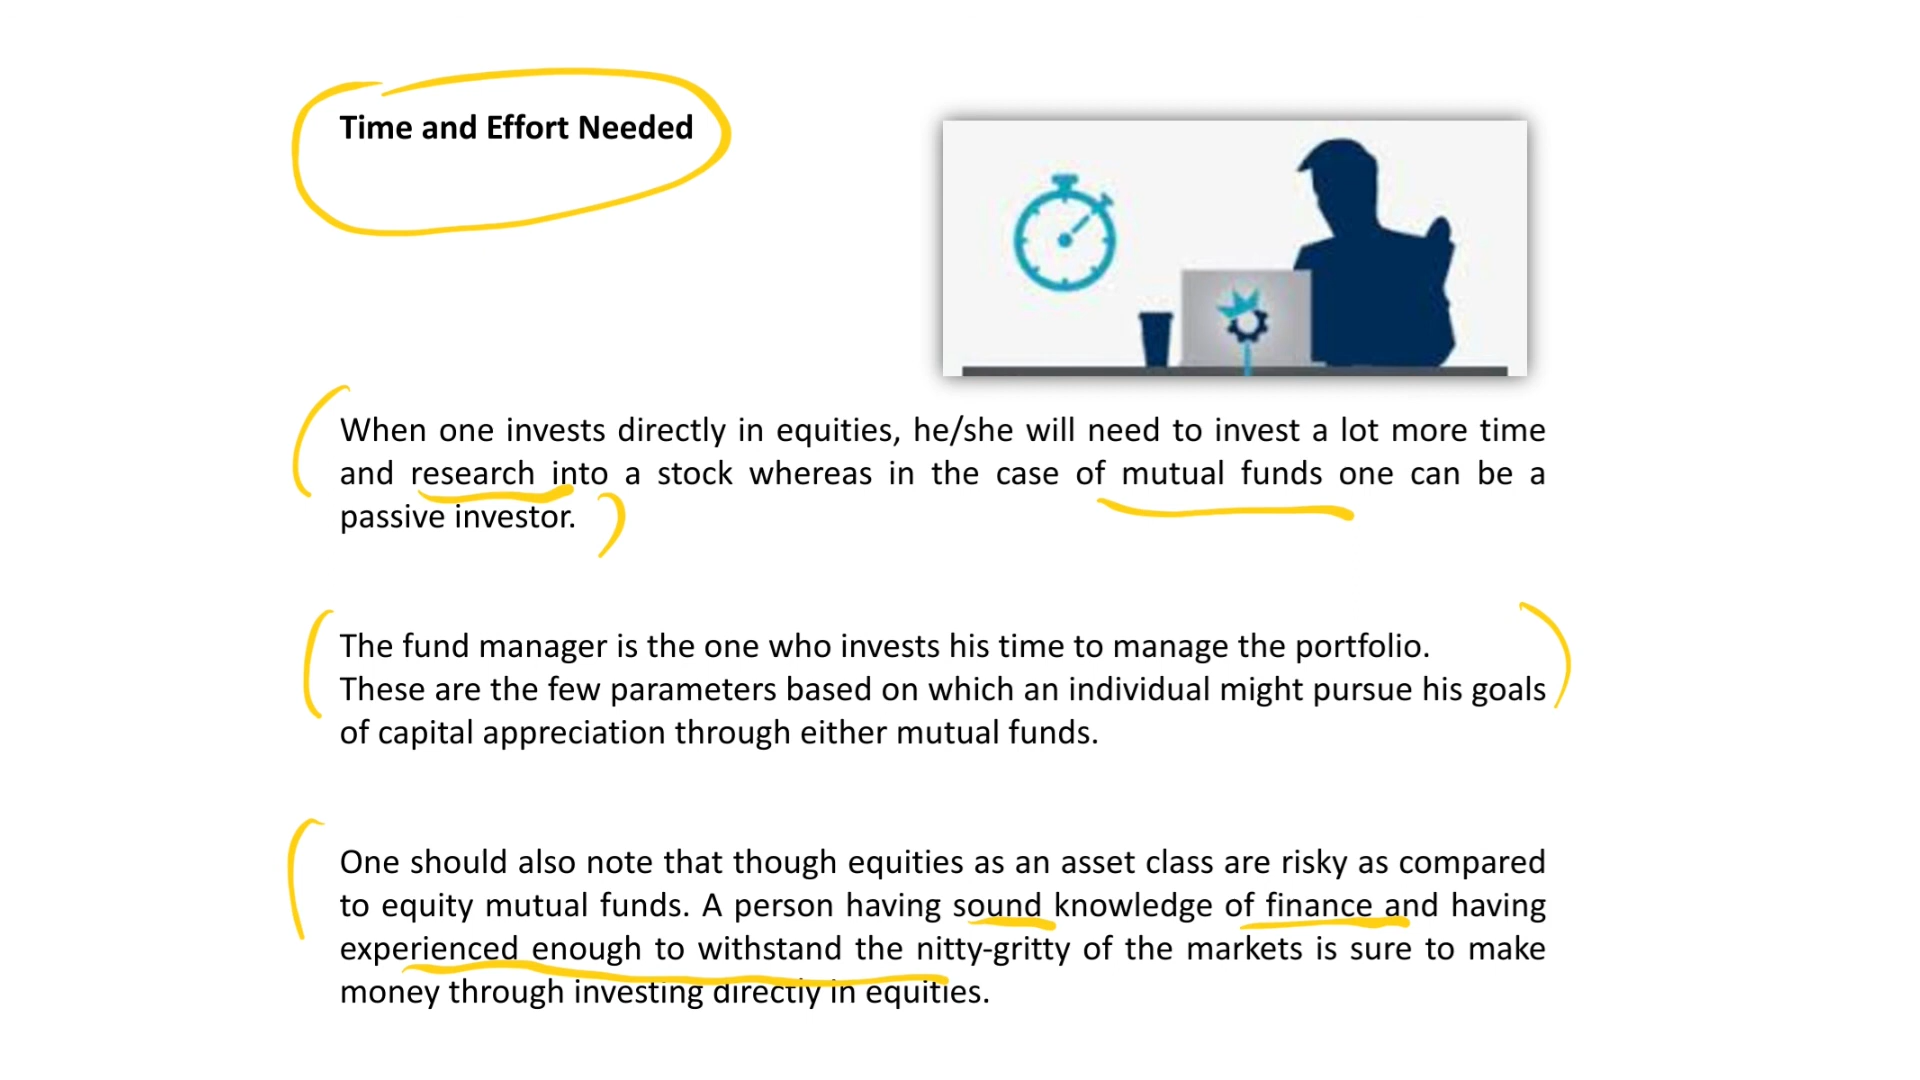 Time and Effort Needed
When one invests directly in equities, he/she will need to invest a lot more time
and research into a stock whereas in the case of mutual funds one can be a
passive investor.
The fund manager is the one who invests his time to manage the portfolio.
These are the few parameters based on which an individual might pursue his goals
of capital appreciation through either mutual funds.
One should also note that though equities as an asset class are risky as compared
to equity mutual funds. A person having sound knowledge of finance and having
experienced enough to withstand the nitty-gritty of the markets is sure to make
money through investing directly in equities.